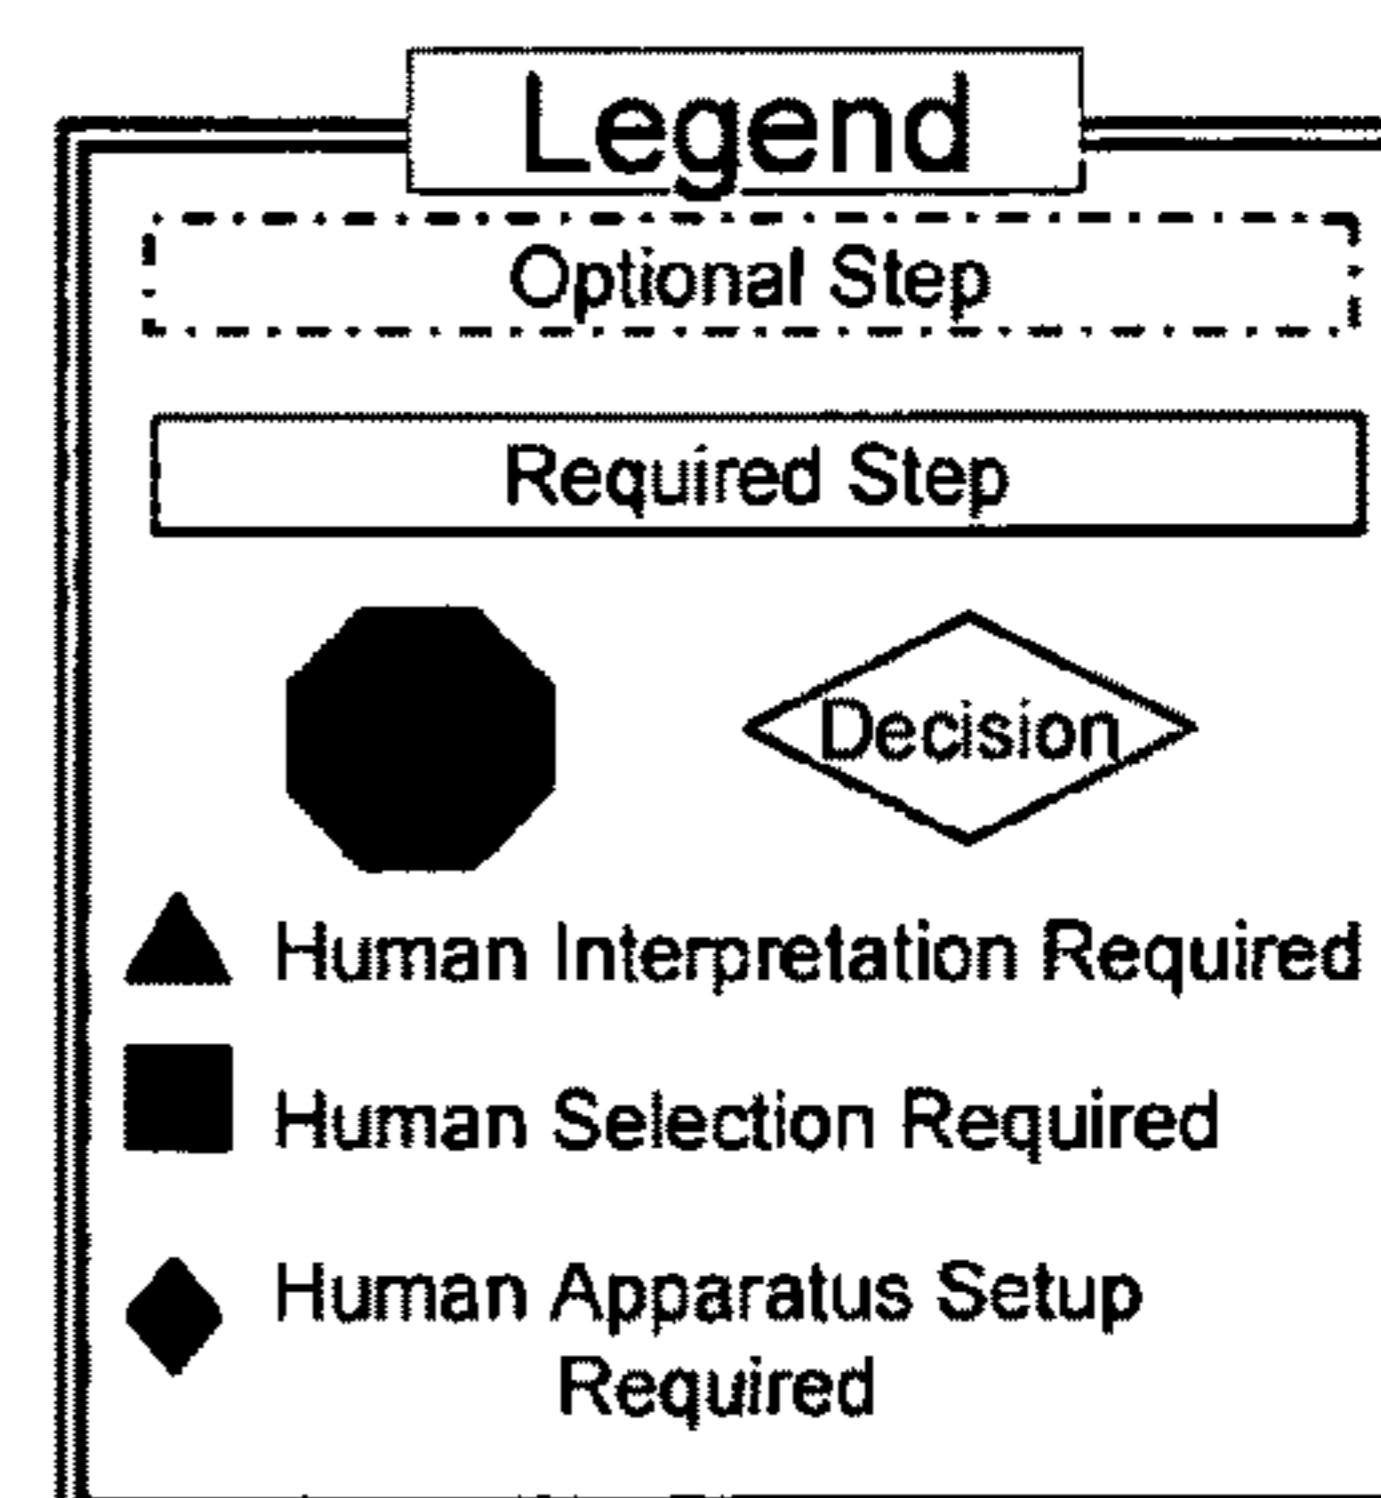 Legend
Optional Step
Required Step
Decision
Human Interpretation Required
Human Selection Required
Human Apparatus Setup
Required